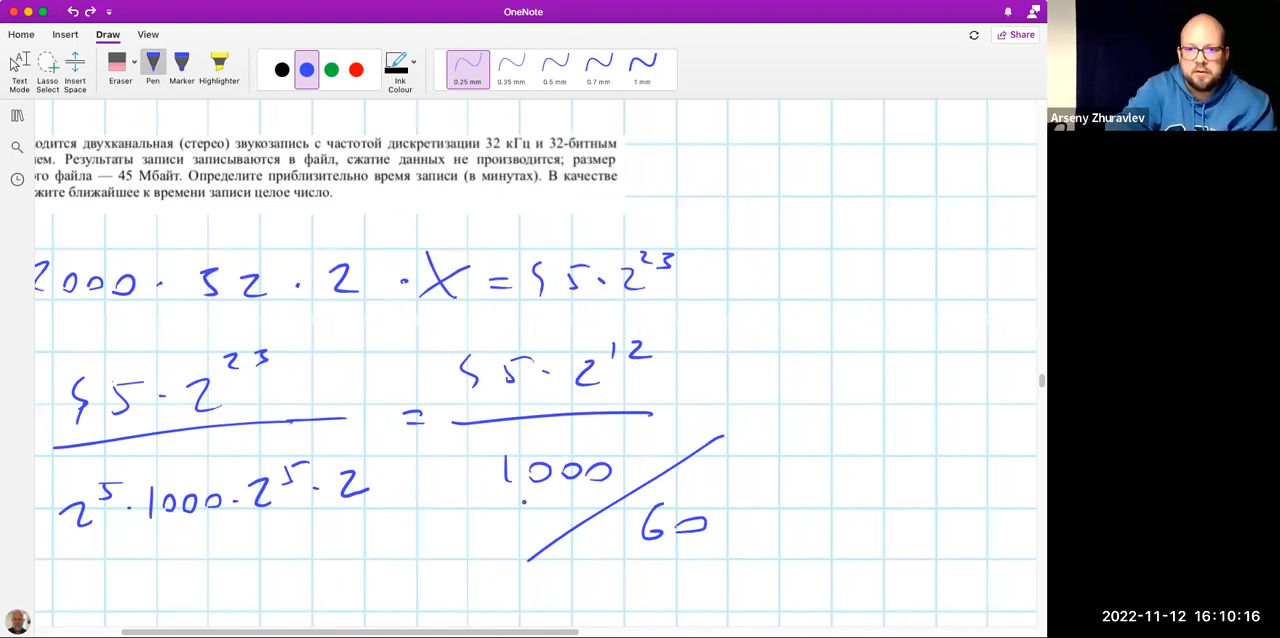 OneNote
Home Insert Draw View
Share
Text Mode
Lasso Select
Insert Space
Eraser
Pen
Marker
Highlighter
Ink Colour
0.25 mm
0.35 mm
0.5 mm
0.7 mm
1 mm
Arseny Zhuravlev
одится двухканальная (стерео) звукозапись с частотой дискретизации 32 кГц и 32-битным
ем. Результаты записи записываются в файл, сжатие данных не производится; размер
го файла — 45 Мбайт. Определите приблизительно время записи (в минутах). В качестве
жите ближайшее к времени записи целое число.
2000 · 32 · 2 · X = 45 · 2^23
45 · 2^23 = 45 · 2^12
2^5 · 1000 · 2^5 · 2
1000 / 60
2022-11-12 16:10:16